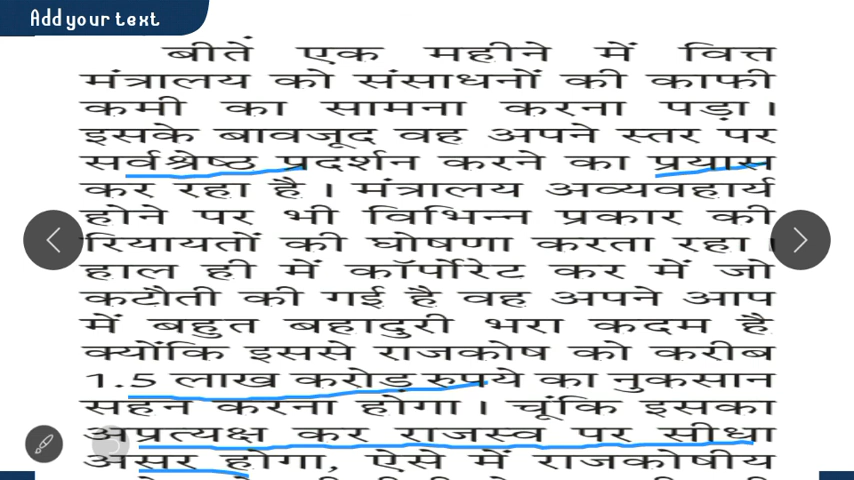 Add your text
बीते एक महीने में वित्त
मंत्रालय को संसाधनों की काफी
कमी का सामना करना पड़ा।
इसके बावजूद वह अपने स्तर पर
सर्वश्रेष्ठ प्रदर्शन करने का प्रयास
कर रहा है। मंत्रालय अव्यवहार्य
होने पर भी विभिन्न प्रकार की
रियायतों की घोषणा करता रहा।
हाल ही में कॉर्पोरेट कर में जो
कटौती की गई है वह अपने आप
में बहुत बहादुरी भरा कदम है
क्योंकि इससे राजकोष को करीब
1.5 लाख करोड़ रुपये का नुकसान
सहन करना होगा। चूंकि इसका
अप्रत्यक्ष कर राजस्व पर सीधा
असर होगा, ऐसे में राजकोषीय